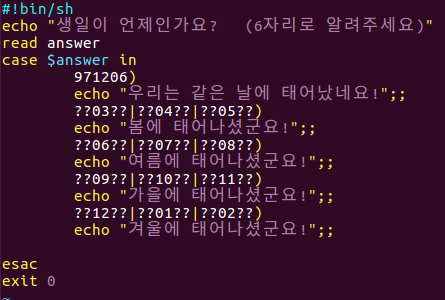 #!bin/sh
echo "생일이 언제인가요?  (6자리로 알려주세요)"
read answer
case $answer in
971206)
echo "우리는 같은 날에 태어났네요!";;
??03??|??04??|??05??)
echo "봄에 태어나셨군요!";;
??06??|??07??|??08??)
echo "여름에 태어나셨군요!";;
??09??|??10??|??11??)
echo "가을에 태어나셨군요!";;
??12??|??01??|??02??)
echo "겨울에 태어나셨군요!";;
esac
exit 0
~